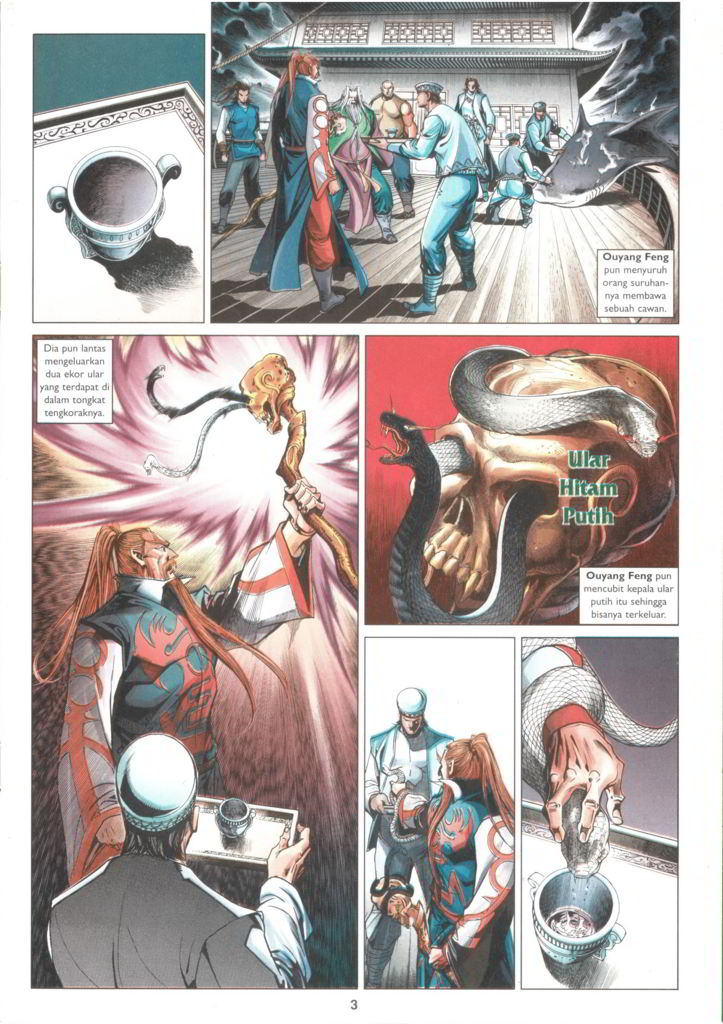 Ouyang Feng
pun menyuruh
orang suruhan-
nya membawa
sebuah cawan.
Dia pun lantas
mengeluarkan
dua ekor ular
yang terdapat di
dalam tongkat
tengkoraknya.
Ular
Hitam
Putih
Ouyang Feng pun
mencubit kepala ular
putih itu sehingga
bisanya terkeluar.
3